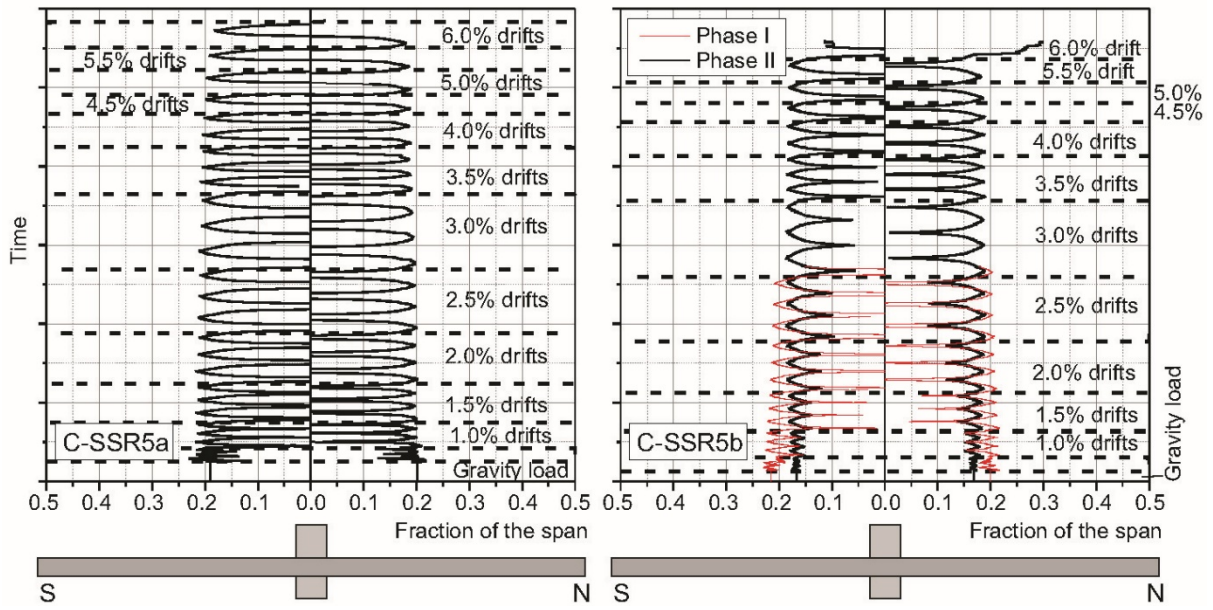 6.0% drifts
5.5% drifts
5.0% drifts
4.5% drifts
4.0% drifts
3.5% drifts
3.0% drifts
2.5% drifts
2.0% drifts
1.5% drifts
1.0% drifts
Gravity load
C-SSR5a
Time
0.5 0.4 0.3 0.2 0.1 0.0 0.1 0.2 0.3 0.4 0.5
Fraction of the span
S N
Phase I
Phase II
6.0% drift
5.5% drift
5.0%
4.5%
4.0% drifts
3.5% drifts
3.0% drifts
2.5% drifts
2.0% drifts
1.5% drifts
1.0% drifts
Gravity load
C-SSR5b
0.5 0.4 0.3 0.2 0.1 0.0 0.1 0.2 0.3 0.4 0.5
Fraction of the span
S N